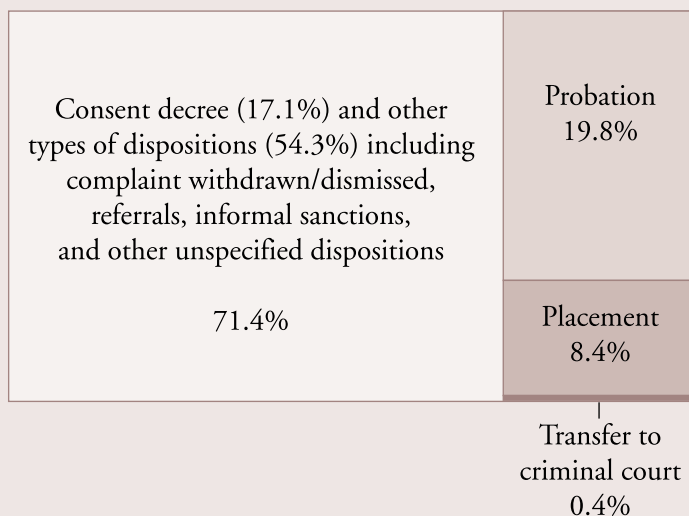 Consent decree (17.1%) and other
types of dispositions (54.3%) including
complaint withdrawn/dismissed,
referrals, informal sanctions,
and other unspecified dispositions
71.4%
Probation
19.8%
Placement
8.4%
Transfer to
criminal court
0.4%